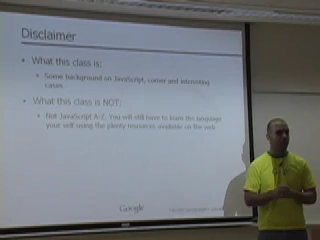 Disclaimer
• What this class is:
• Some background on JavaScript, corner and interesting
cases
• What this class is NOT:
• Not JavaScript A-Z. You will still have to learn the language
your self using the plenty resources available on the web
Google